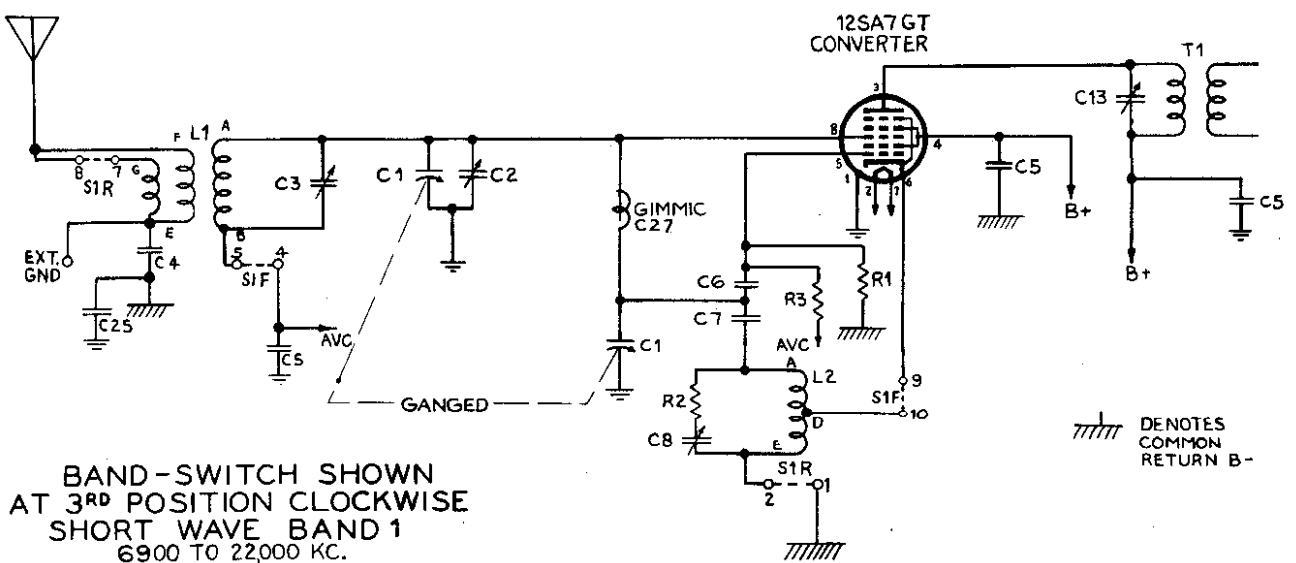 12SA7GT
CONVERTER
T1
3
C13
8
5
4
1
2
7
6
C5
B+
C5
B+
F
L1
A
8
7
G
S1R
E
B
C3
C1
C2
GIMMIC
C27
EXT.
GND
C4
C25
5
4
S1F
AVC
C5
C6
C7
R3
R1
AVC
C1
GANGED
A
L2
R2
D
C8
E
9
S1F
10
S1R
2
1
DENOTES
COMMON
RETURN B-
BAND-SWITCH SHOWN
AT 3RD POSITION CLOCKWISE
SHORT WAVE BAND 1
6900 TO 22,000 KC.